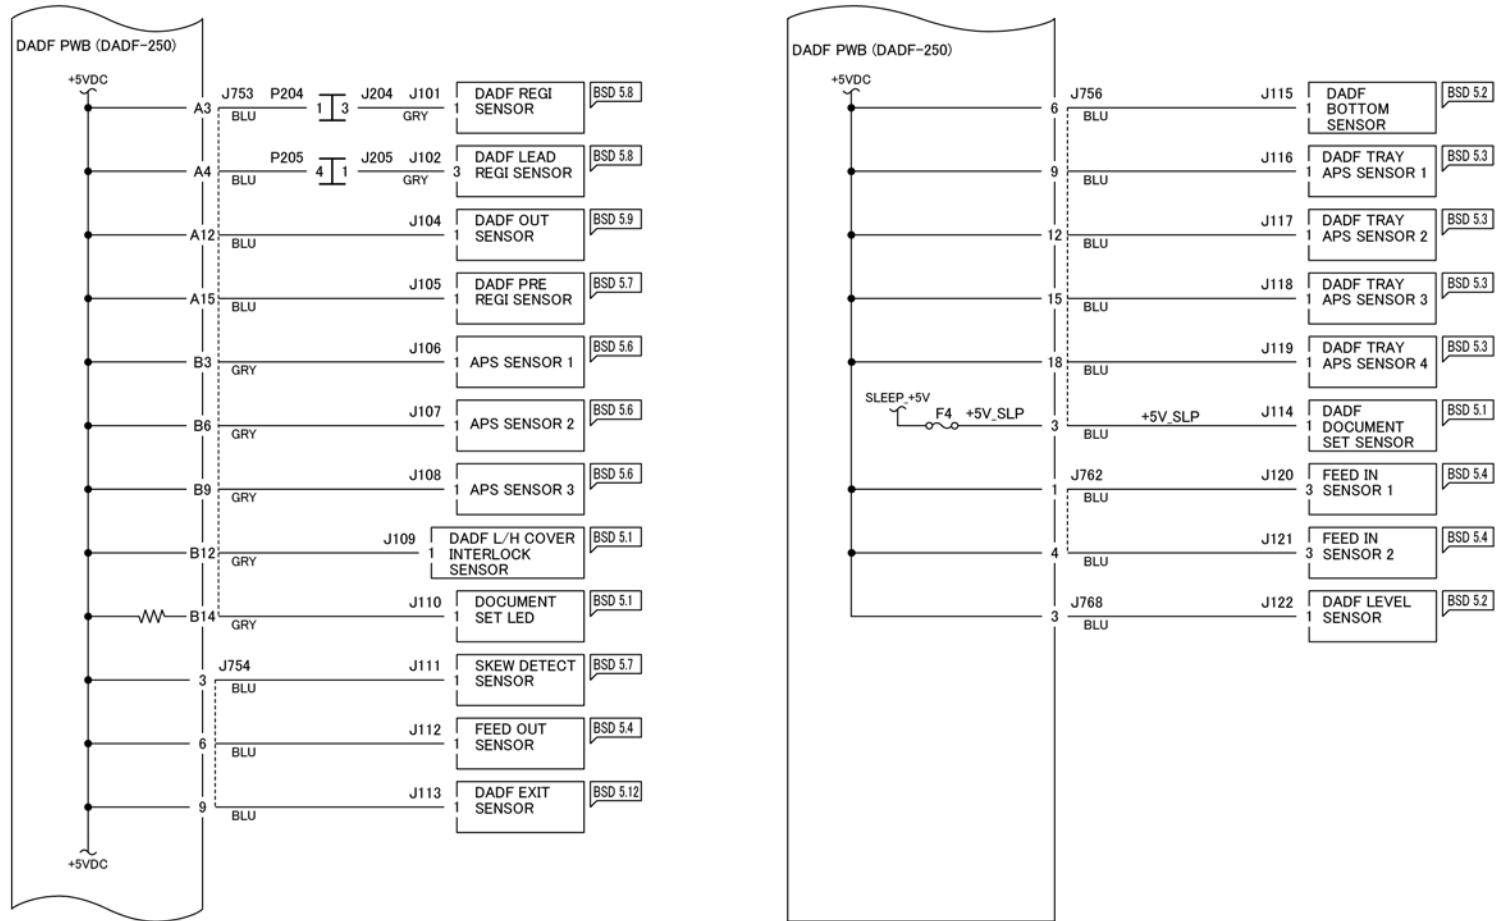 DADF PWB (DADF-250)
+5VDC
A3 J753 BLU P204 1 3 J204 J101 GRY 1 DADF REGI SENSOR BSD 5.8
A4 BLU P205 4 1 J205 J102 GRY 3 DADF LEAD REGI SENSOR BSD 5.8
A12 BLU J104 1 DADF OUT SENSOR BSD 5.9
A15 BLU J105 1 DADF PRE REGI SENSOR BSD 5.7
B3 GRY J106 1 APS SENSOR 1 BSD 5.6
B6 GRY J107 1 APS SENSOR 2 BSD 5.6
B9 GRY J108 1 APS SENSOR 3 BSD 5.6
B12 GRY J109 1 DADF L/H COVER INTERLOCK SENSOR BSD 5.1
B14 GRY J110 1 DOCUMENT SET LED BSD 5.1
3 J754 BLU J111 1 SKEW DETECT SENSOR BSD 5.7
6 BLU J112 1 FEED OUT SENSOR BSD 5.4
9 BLU J113 1 DADF EXIT SENSOR BSD 5.12
+5VDC
DADF PWB (DADF-250)
+5VDC
6 J756 BLU J115 1 DADF BOTTOM SENSOR BSD 5.2
9 BLU J116 1 DADF TRAY APS SENSOR 1 BSD 5.3
12 BLU J117 1 DADF TRAY APS SENSOR 2 BSD 5.3
15 BLU J118 1 DADF TRAY APS SENSOR 3 BSD 5.3
18 BLU J119 1 DADF TRAY APS SENSOR 4 BSD 5.3
SLEEP_+5V F4 +5V_SLP 3 BLU +5V_SLP J114 1 DADF DOCUMENT SET SENSOR BSD 5.1
1 J762 BLU J120 3 FEED IN SENSOR 1 BSD 5.4
4 BLU J121 3 FEED IN SENSOR 2 BSD 5.4
3 J768 BLU J122 1 DADF LEVEL SENSOR BSD 5.2